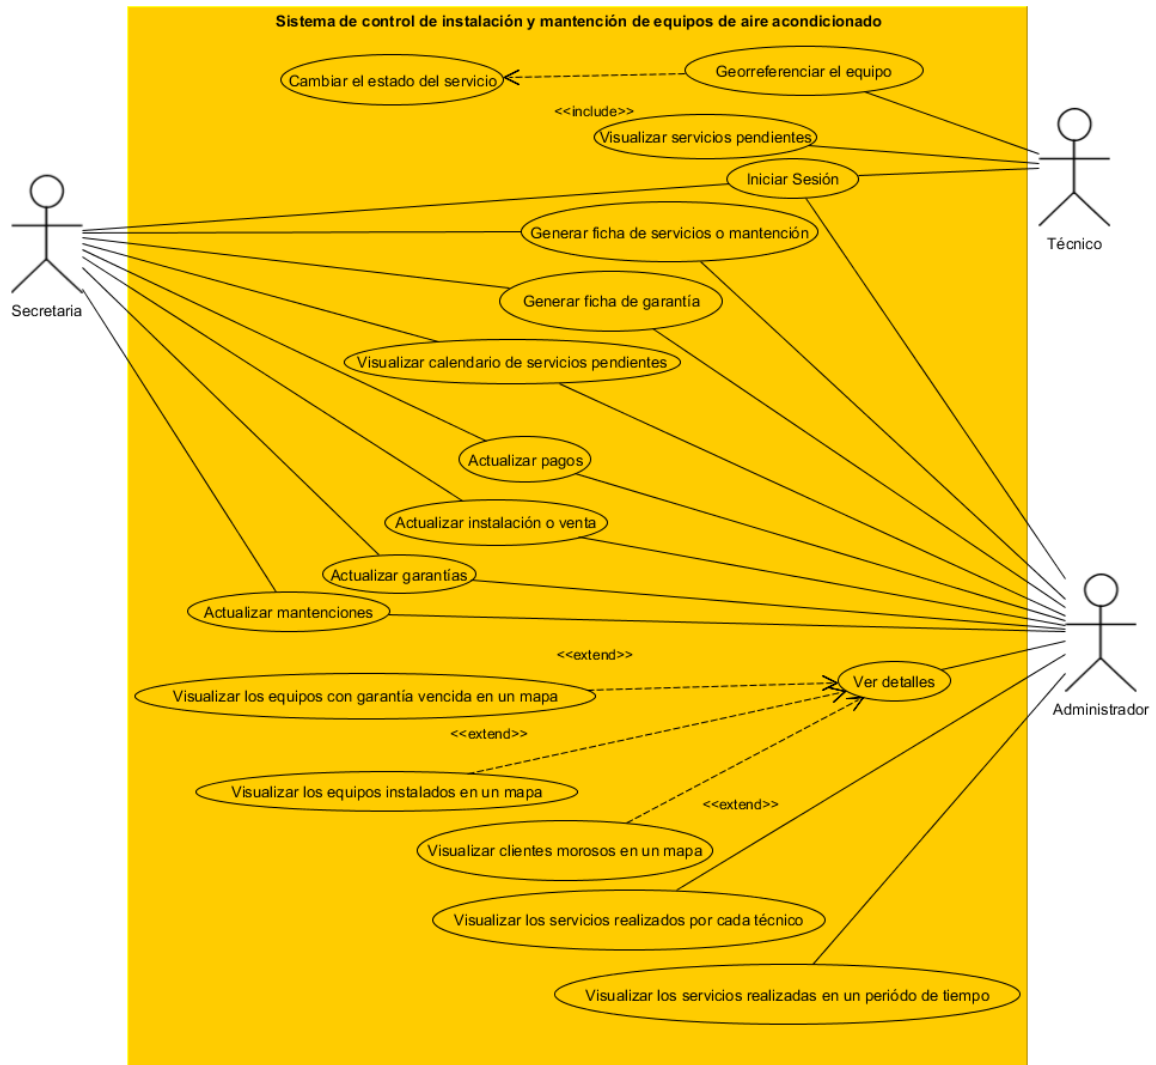 Sistema de control de instalación y mantención de equipos de aire acondicionado
Georreferenciar el equipo
Cambiar el estado del servicio
<<include>>
Visualizar servicios pendientes
Iniciar Sesión
Técnico
Generar ficha de servicios o mantención
Secretaria
Generar ficha de garantía
Visualizar calendario de servicios pendientes
Actualizar pagos
Actualizar instalación o venta
Actualizar garantías
Actualizar mantenciones
<<extend>>
Ver detalles
Visualizar los equipos con garantía vencida en un mapa
Administrador
<<extend>>
Visualizar los equipos instalados en un mapa
<<extend>>
Visualizar clientes morosos en un mapa
Visualizar los servicios realizados por cada técnico
Visualizar los servicios realizadas en un periódo de tiempo